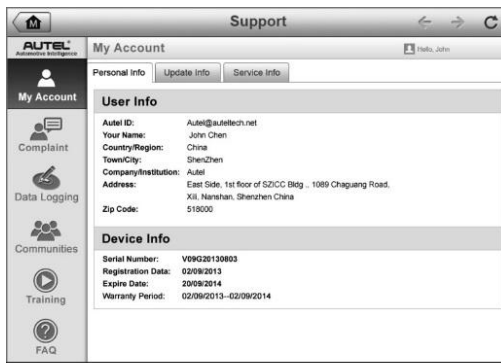 M
Support
AUTEL
Automotive Intelligence
My Account
Hello, John
Personal Info
Update Info
Service Info
My Account
Complaint
Data Logging
Communities
Training
FAQ
User Info
Autel ID: Autel@auteltech.net
Your Name: John Chen
Country/Region: China
Town/City: ShenZhen
Company/Institution: Autel
Address: East Side, 1st floor of SZICC Bldg ., 1089 Chaguang Road,
Xili, Nanshan, Shenzhen China
Zip Code: 518000
Device Info
Serial Number: V09G20130803
Registration Data: 02/09/2013
Expire Date: 20/09/2014
Warranty Period: 02/09/2013--02/09/2014